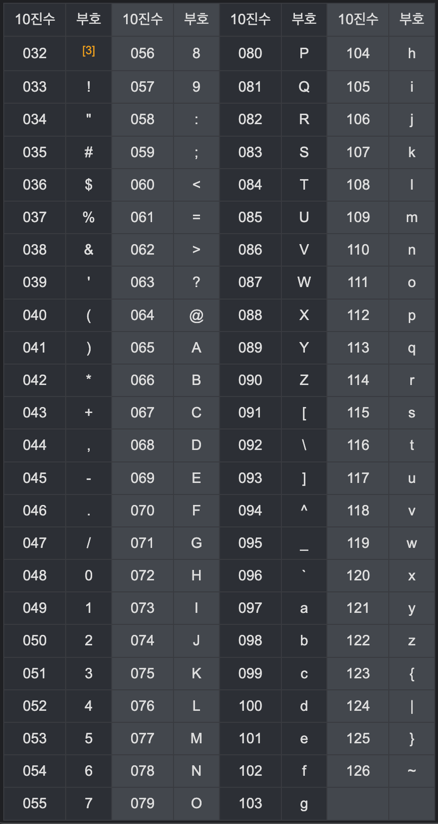 10진수 부호 10진수 부호 10진수 부호 10진수 부호
032 [3] 056 8 080 P 104 h
033 ! 057 9 081 Q 105 i
034 " 058 : 082 R 106 j
035 # 059 ; 083 S 107 k
036 $ 060 < 084 T 108 l
037 % 061 = 085 U 109 m
038 & 062 > 086 V 110 n
039 ' 063 ? 087 W 111 o
040 ( 064 @ 088 X 112 p
041 ) 065 A 089 Y 113 q
042 * 066 B 090 Z 114 r
043 + 067 C 091 [ 115 s
044 , 068 D 092 \ 116 t
045 - 069 E 093 ] 117 u
046 . 070 F 094 ^ 118 v
047 / 071 G 095 _ 119 w
048 0 072 H 096 ` 120 x
049 1 073 I 097 a 121 y
050 2 074 J 098 b 122 z
051 3 075 K 099 c 123 {
052 4 076 L 100 d 124 |
053 5 077 M 101 e 125 }
054 6 078 N 102 f 126 ~
055 7 079 O 103 g